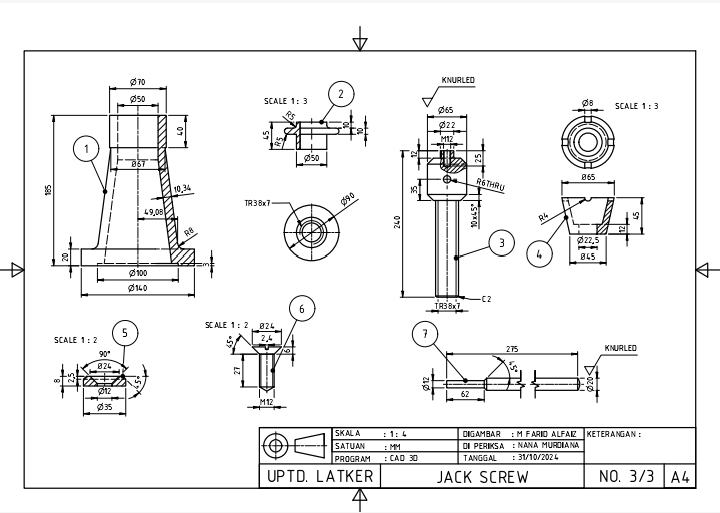 Ø70
Ø50
40
1
Ø67
10,34
185
49,08
R8
20
3
Ø100
Ø140
SCALE 1 : 3
2
R5
45
R5
10
10
Ø50
TR38x7
Ø90
KNURLED
Ø65
Ø22
M12
12
25
35
R6THRU
240
10x45°
3
C2
TR38x7
Ø8
SCALE 1 : 3
Ø65
R4
45
12
4
Ø22,5
Ø45
SCALE 1 : 2
5
90°
Ø24
8
2,5
45°
Ø12
Ø35
SCALE 1 : 2
6
Ø24
2,4
45°
6
27
M12
7
275
KNURLED
45°
Ø12
Ø20
62
SKALA : 1 : 4
SATUAN : MM
PROGRAM : CAD 3D
DIGAMBAR : M FARID ALFAIZ
DI PERIKSA : NANA MURDIANA
TANGGAL : 31/10/2024
KETERANGAN :
UPTD. LATKER
JACK SCREW
NO. 3/3
A4